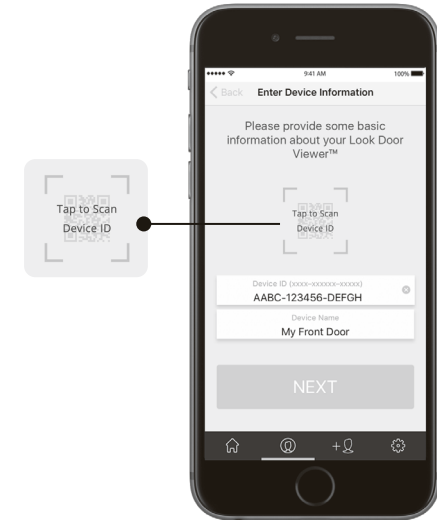 Tap to Scan
Device ID
9:41 AM
100%
Back
Enter Device Information
Please provide some basic
information about your Look Door
Viewer™
Tap to Scan
Device ID
Device ID (xxxx-xxxxxx-xxxxx)
AABC-123456-DEFGH
Device Name
My Front Door
NEXT